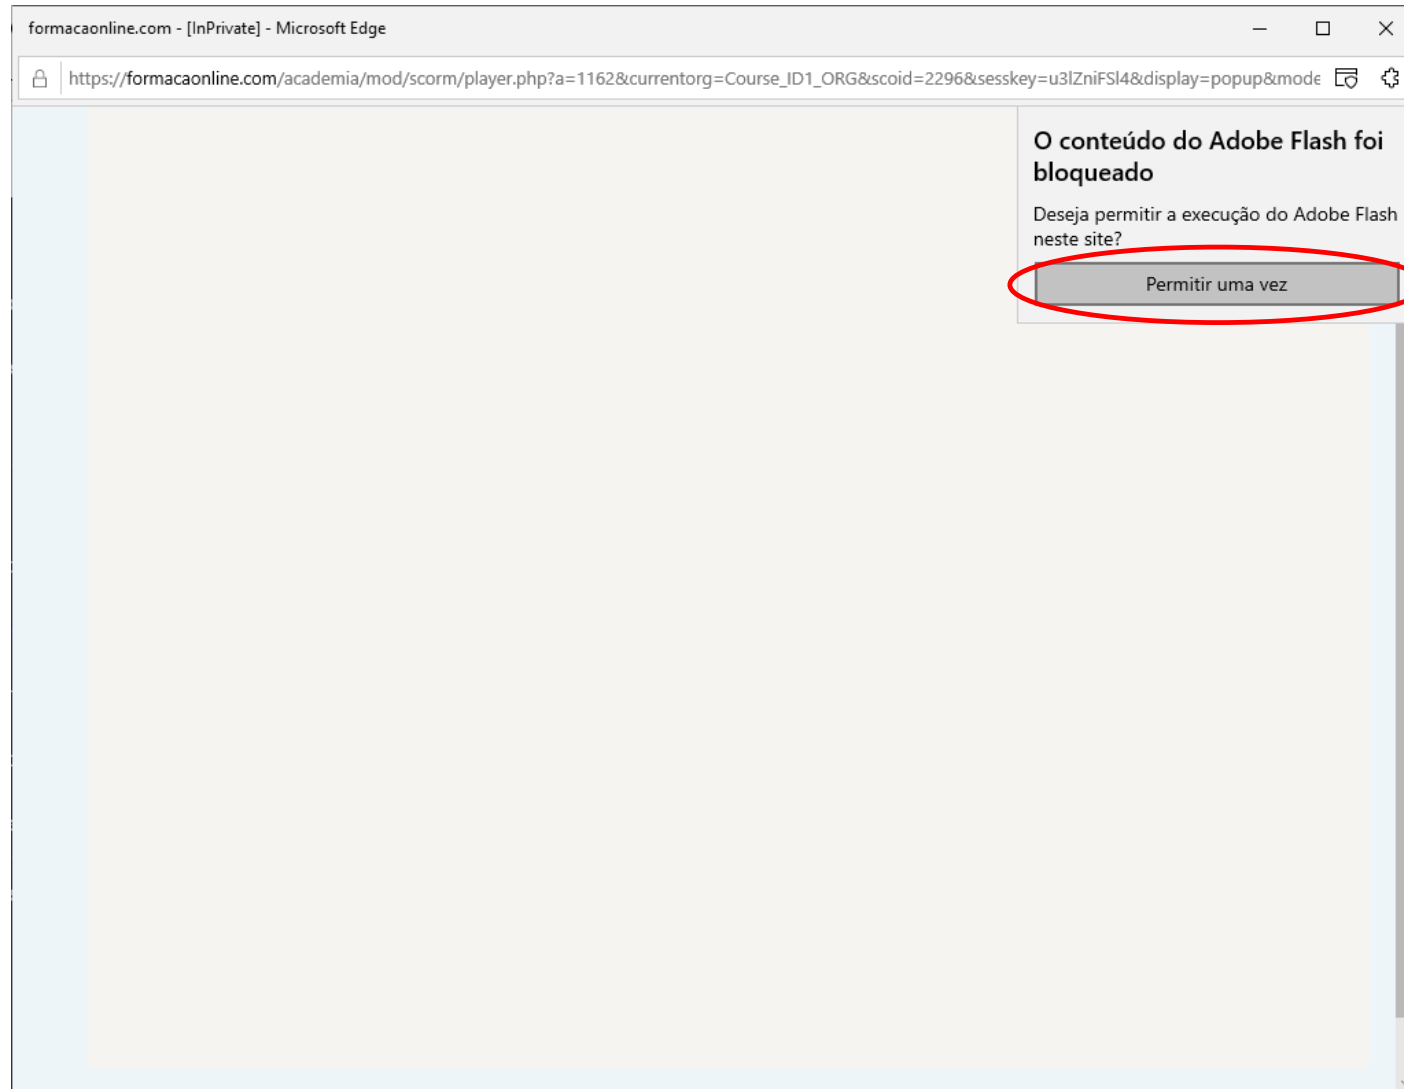 formacaonline.com - [InPrivate] - Microsoft Edge
https://formacaonline.com/academia/mod/scorm/player.php?a=1162&currentorg=Course_ID1_ORG&scoid=2296&sesskey=u3lZniFSl4&display=popup&mode
O conteúdo do Adobe Flash foi
bloqueado
Deseja permitir a execução do Adobe Flash
neste site?
Permitir uma vez